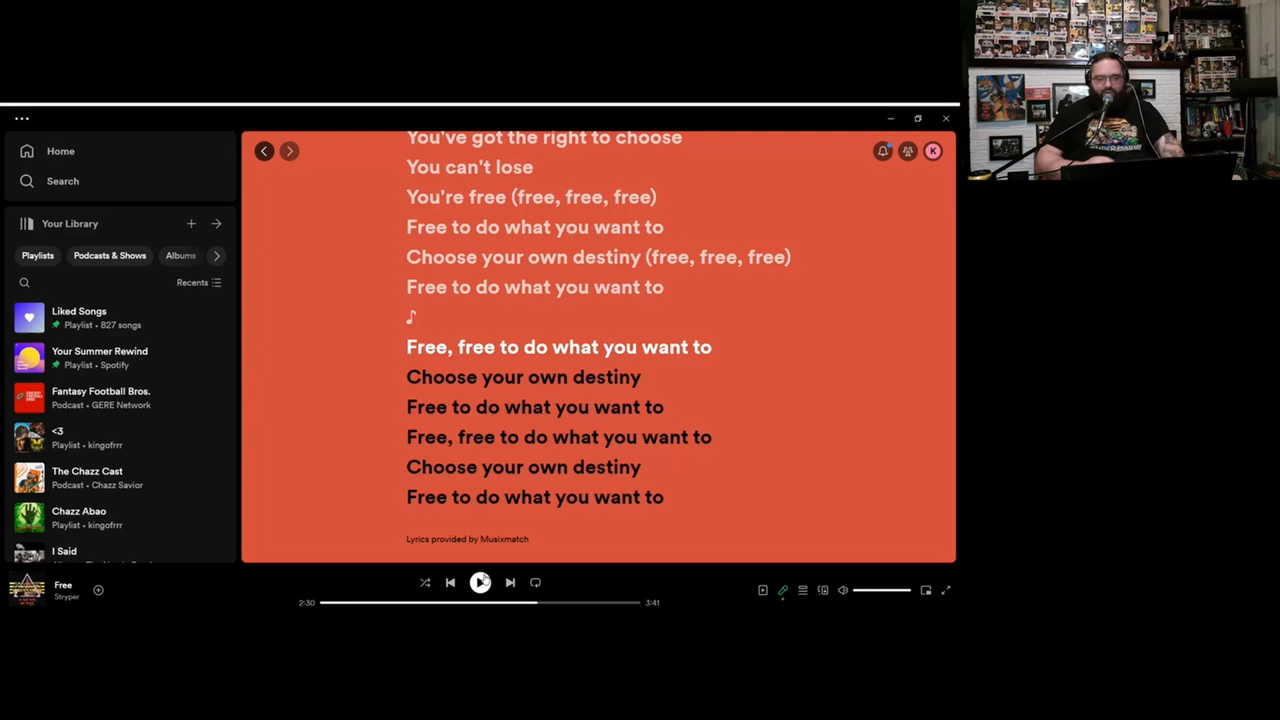 Home
Search
Your Library
Playlists
Podcasts & Shows
Albums
Recents
Liked Songs
Playlist • 827 songs
Your Summer Rewind
Playlist • Spotify
Fantasy Football Bros.
Podcast • GERE Network
<3
Playlist • kingofrrr
The Chazz Cast
Podcast • Chazz Savior
Chazz Abao
Playlist • kingofrrr
I Said
K
You've got the right to choose
You can't lose
You're free (free, free, free)
Free to do what you want to
Choose your own destiny (free, free, free)
Free to do what you want to
♪
Free, free to do what you want to
Choose your own destiny
Free to do what you want to
Free, free to do what you want to
Choose your own destiny
Free to do what you want to
Lyrics provided by Musixmatch
Free
Stryper
2:30
3:41